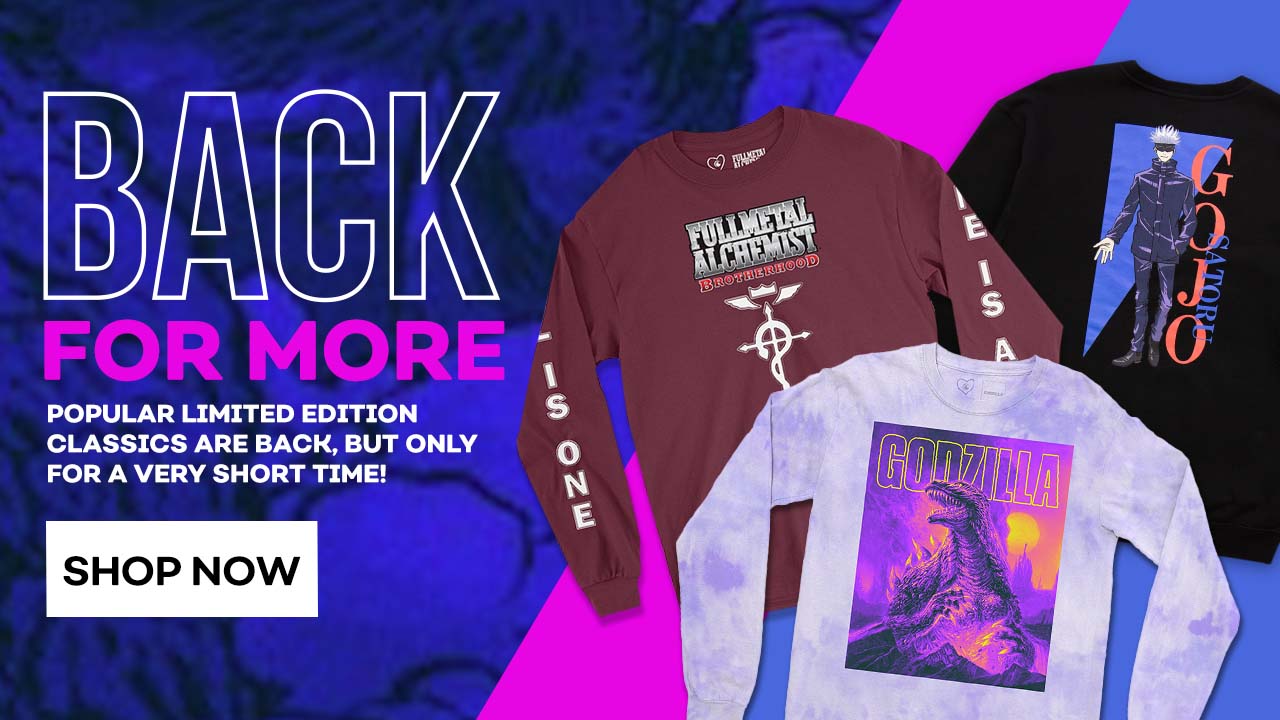 BACK
FOR MORE
POPULAR LIMITED EDITION
CLASSICS ARE BACK, BUT ONLY
FOR A VERY SHORT TIME!
SHOP NOW
FULLMETAL
ALCHEMIST
BROTHERHOOD
IS ONE
IS A
GODZILLA
GOJO
SATORU